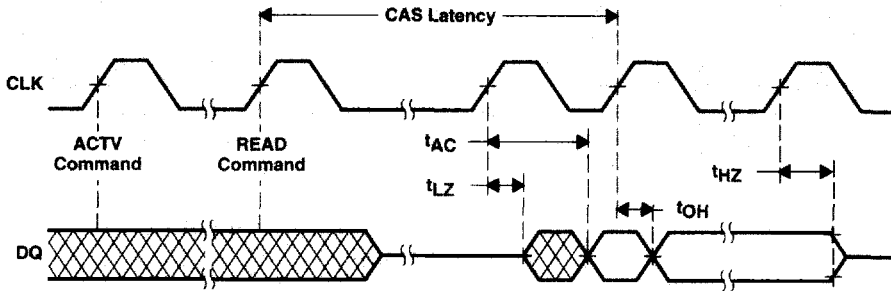 CAS Latency
CLK
ACTV
Command
READ
Command
tAC
tLZ
tOH
tHZ
DQ